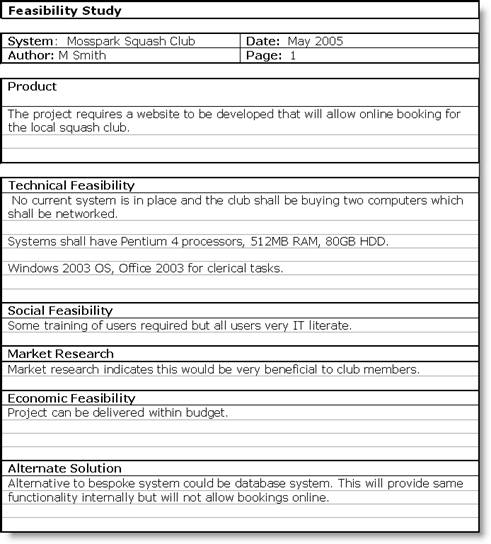 Feasibility Study
System: Mosspark Squash Club Date: May 2005
Author: M Smith Page: 1
Product
The project requires a website to be developed that will allow online booking for
the local squash club.
Technical Feasibility
No current system is in place and the club shall be buying two computers which
shall be networked.
Systems shall have Pentium 4 processors, 512MB RAM, 80GB HDD.
Windows 2003 OS, Office 2003 for clerical tasks.
Social Feasibility
Some training of users required but all users very IT literate.
Market Research
Market research indicates this would be very beneficial to club members.
Economic Feasibility
Project can be delivered within budget.
Alternate Solution
Alternative to bespoke system could be database system. This will provide same
functionality internally but will not allow bookings online.